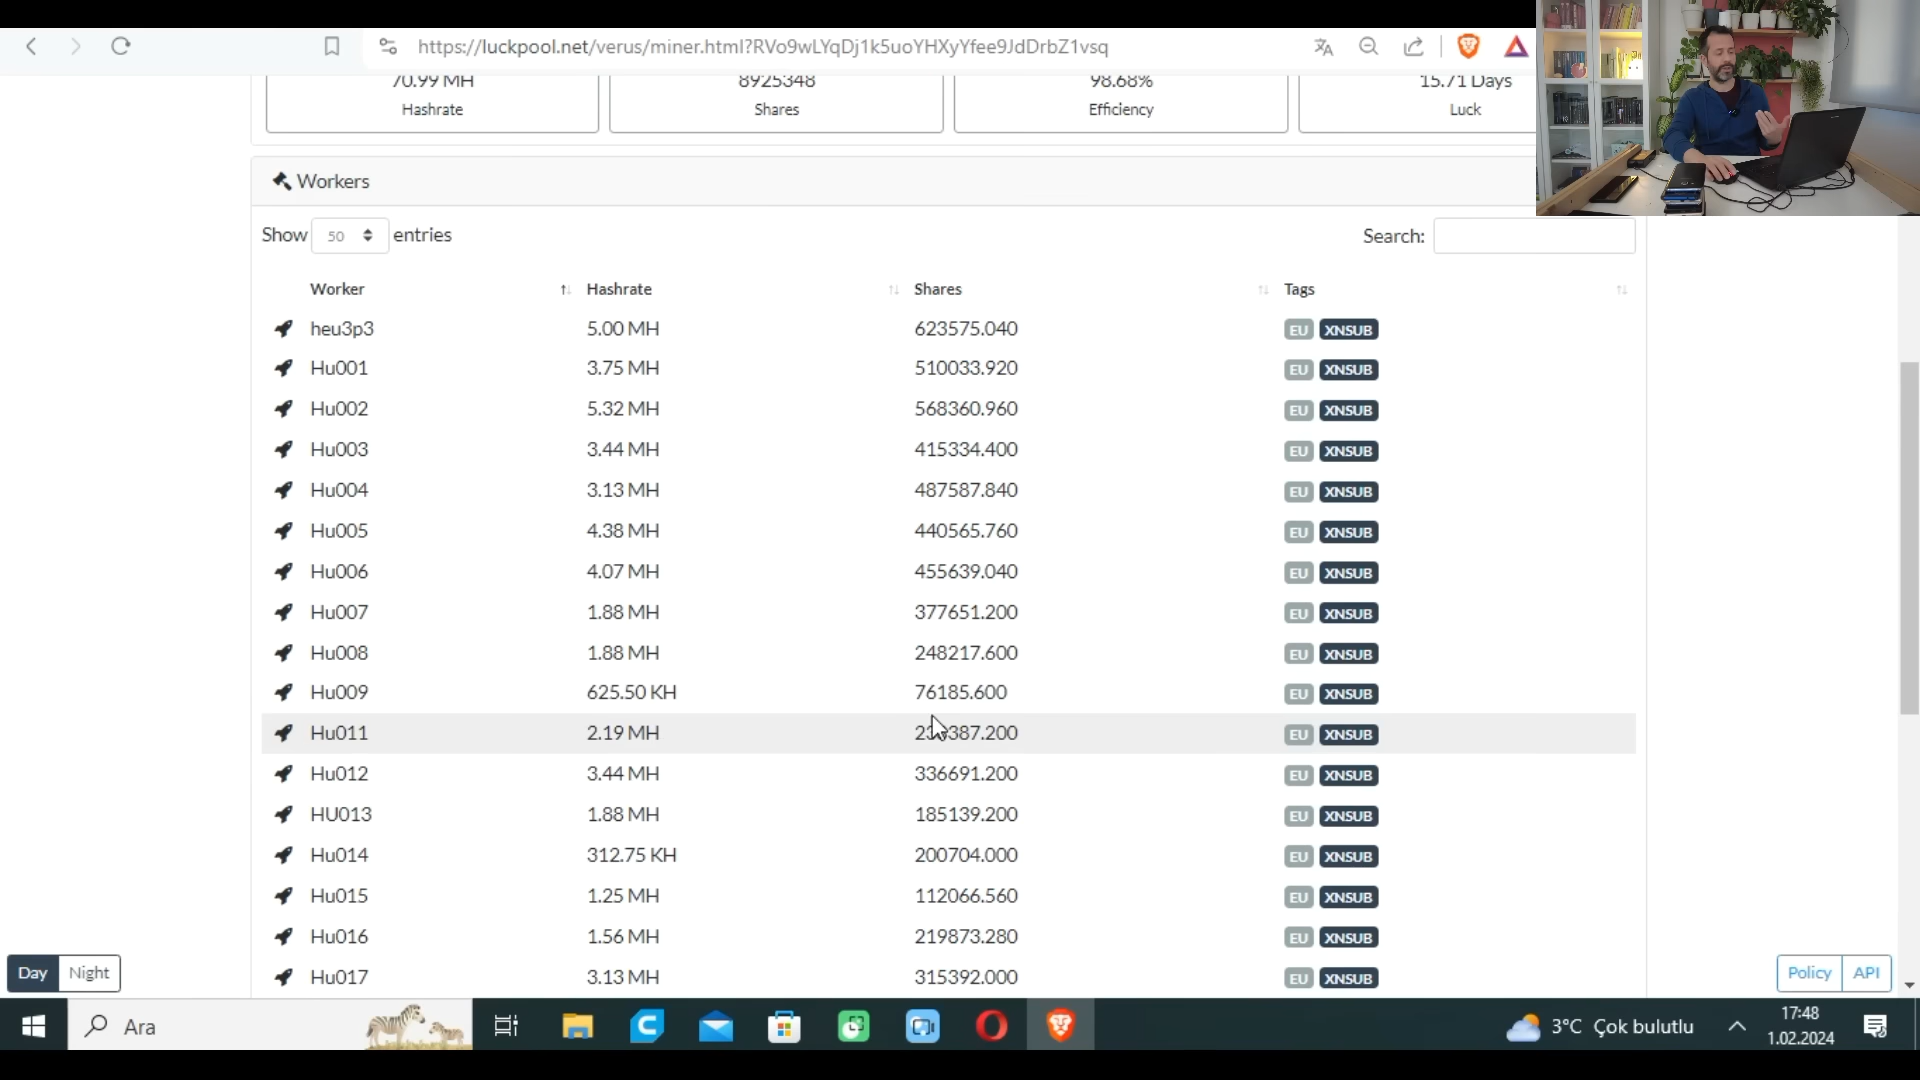 https://luckpool.net/verus/miner.html?RVo9wLYqDj1k5uoYHXyYfee9JdDrbZ1vsq
70.99 MH 8925348 98.68% 15.71 Days
Hashrate Shares Efficiency Luck
Workers
Show 50 entries Search:
Worker Hashrate Shares Tags
heu3p3 5.00 MH 623575.040 EU XNSUB
Hu001 3.75 MH 510033.920 EU XNSUB
Hu002 5.32 MH 568360.960 EU XNSUB
Hu003 3.44 MH 415334.400 EU XNSUB
Hu004 3.13 MH 487587.840 EU XNSUB
Hu005 4.38 MH 440565.760 EU XNSUB
Hu006 4.07 MH 455639.040 EU XNSUB
Hu007 1.88 MH 377651.200 EU XNSUB
Hu008 1.88 MH 248217.600 EU XNSUB
Hu009 625.50 KH 76185.600 EU XNSUB
Hu011 2.19 MH EU XNSUB
Hu012 3.44 MH 336691.200 EU XNSUB
HU013 1.88 MH 185139.200 EU XNSUB
Hu014 312.75 KH 200704.000 EU XNSUB
Hu015 1.25 MH 112066.560 EU XNSUB
Hu016 1.56 MH 219873.280 EU XNSUB
Hu017 3.13 MH 315392.000 EU XNSUB
Day Night Policy API
Ara 3°C Çok bulutlu 17:48
1.02.2024